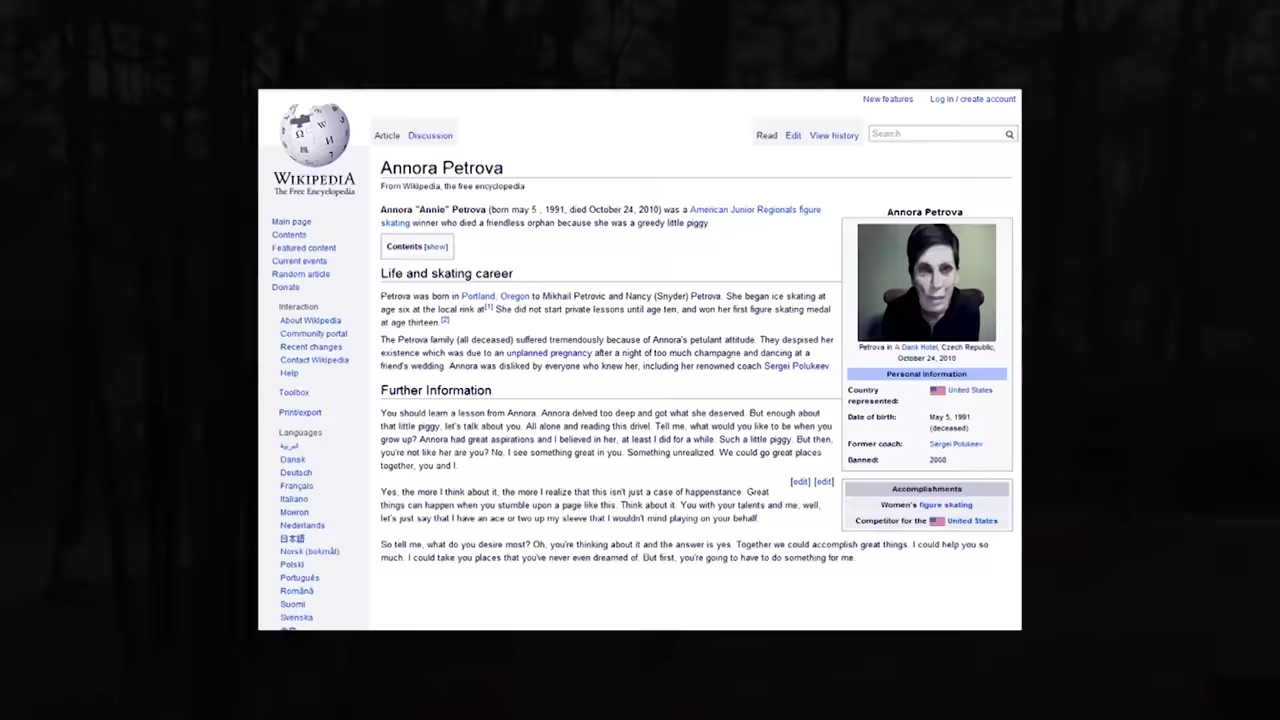 New features Log in / create account
Article Discussion Read Edit View history Search
WIKIPEDIA
The Free Encyclopedia
Main page
Contents
Featured content
Current events
Random article
Donate
Interaction
About Wikipedia
Community portal
Recent changes
Contact Wikipedia
Help
Toolbox
Print/export
Languages
العربية
Dansk
Deutsch
Français
Italiano
Nederlands
日本語
Norsk (bokmål)
Polski
Português
Română
Suomi
Svenska
中文
Annora Petrova
From Wikipedia, the free encyclopedia
Annora "Annie" Petrova (born may 5 , 1991, died October 24, 2010) was a American Junior Regionals figure
skating winner who died a friendless orphan because she was a greedy little piggy.
Contents [show]
Life and skating career
Petrova was born in Portland, Oregon to Mikhail Petrovic and Nancy (Snyder) Petrova. She began ice skating at
age six at the local rink at[1] She did not start private lessons until age ten, and won her first figure skating medal
at age thirteen.[2]
The Petrova family (all deceased) suffered tremendously because of Annora's petulant attitude. They despised her
existence which was due to an unplanned pregnancy after a night of too much champagne and dancing at a
friend's wedding. Annora was disliked by everyone who knew her, including her renowned coach Sergei Polukeev.
Further Information
You should learn a lesson from Annora. Annora delved too deep and got what she deserved. But enough about
that little piggy, let's talk about you. All alone and reading this drivel. Tell me, what would you like to be when you
grow up? Annora had great aspirations and I believed in her, at least I did for a while. Such a little piggy. But then,
you're not like her are you? No, I see something great in you. Something unrealized. We could go great places
together, you and I.
[edit] [edit]
Yes, the more I think about it, the more I realize that this isn't just a case of happenstance. Great
things can happen when you stumble upon a page like this. Think about it. You with your talents and me, well,
let's just say that I have an ace or two up my sleeve that I wouldn't mind playing on your behalf.
So tell me, what do you desire most? Oh, you're thinking about it and the answer is yes. Together we could accomplish great things. I could help you so
much. I could take you places that you've never even dreamed of. But first, you're going to have to do something for me.
Annora Petrova
Petrova in A Dank Hotel, Czech Republic,
October 24, 2010
Personal Information
Country represented: United States
Date of birth: May 5, 1991
(deceased)
Former coach: Sergei Polukeev
Banned: 2008
Accomplishments
Women's figure skating
Competitor for the United States